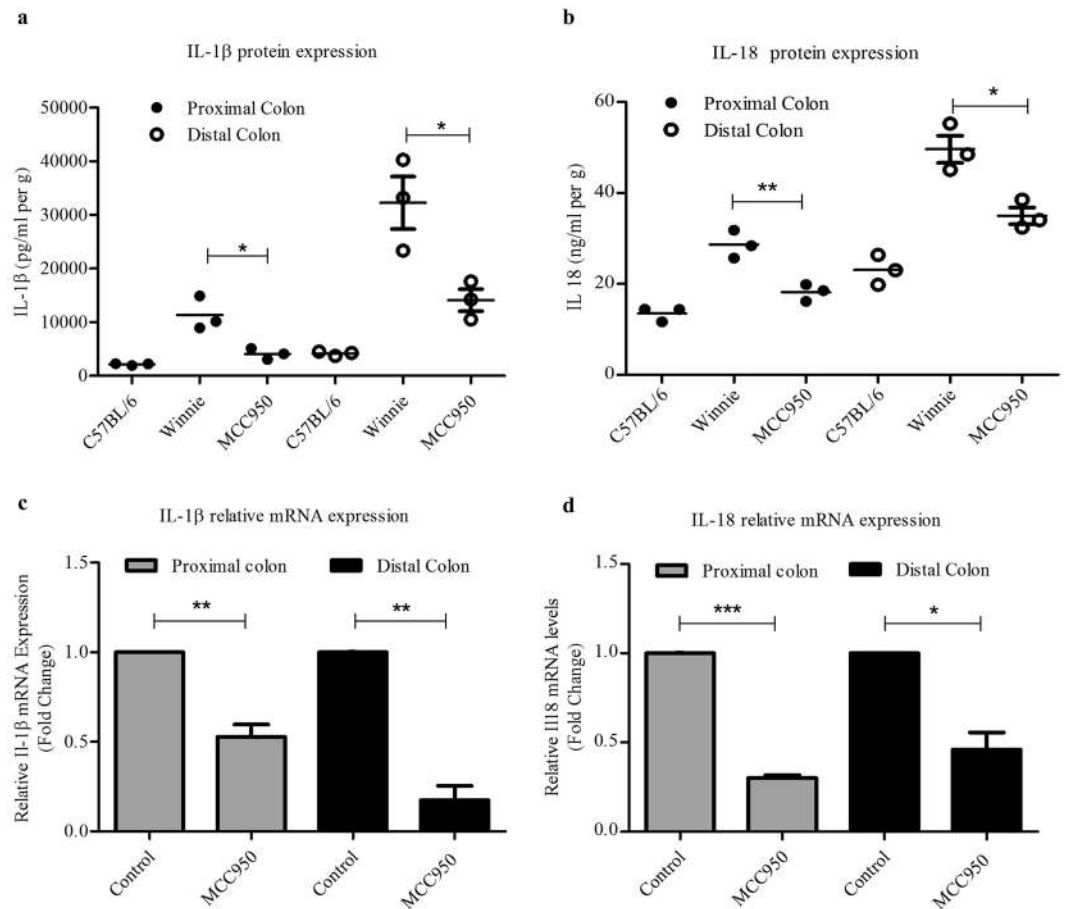 a
IL-1β protein expression
Proximal Colon
Distal Colon
IL-1β (pg/ml per g)
50000
40000
30000
20000
10000
0
*
*
C57BL/6
Winnie
MCC950
C57BL/6
Winnie
MCC950
b
IL-18 protein expression
Proximal Colon
Distal Colon
IL 18 (ng/ml per g)
60
40
20
0
**
*
C57BL/6
Winnie
MCC950
C57BL/6
Winnie
MCC950
c
IL-1β relative mRNA expression
Proximal colon
Distal Colon
Relative Il-1β mRNA Expression
(Fold Change)
1.5
1.0
0.5
0.0
**
**
Control
MCC950
Control
MCC950
d
IL-18 relative mRNA expression
Proximal colon
Distal Colon
Relative Il18 mRNA levels
(Fold Change)
1.5
1.0
0.5
0.0
***
*
Control
MCC950
Control
MCC950